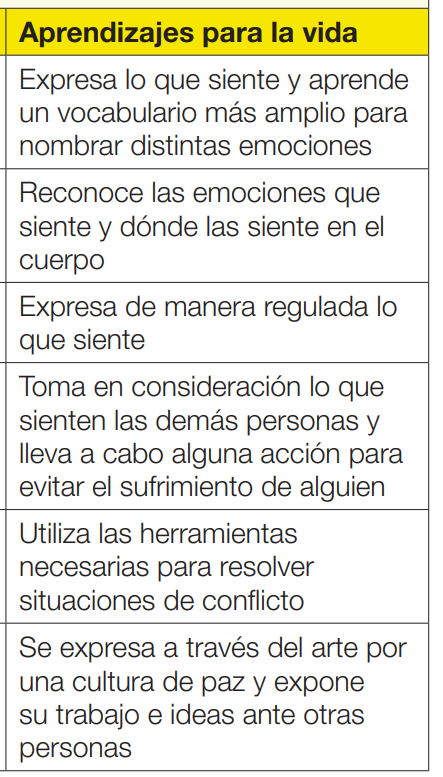 Aprendizajes para la vida
Expresa lo que siente y aprende
un vocabulario más amplio para
nombrar distintas emociones
Reconoce las emociones que
siente y dónde las siente en el
cuerpo
Expresa de manera regulada lo
que siente
Toma en consideración lo que
sienten las demás personas y
lleva a cabo alguna acción para
evitar el sufrimiento de alguien
Utiliza las herramientas
necesarias para resolver
situaciones de conflicto
Se expresa a través del arte por
una cultura de paz y expone
su trabajo e ideas ante otras
personas